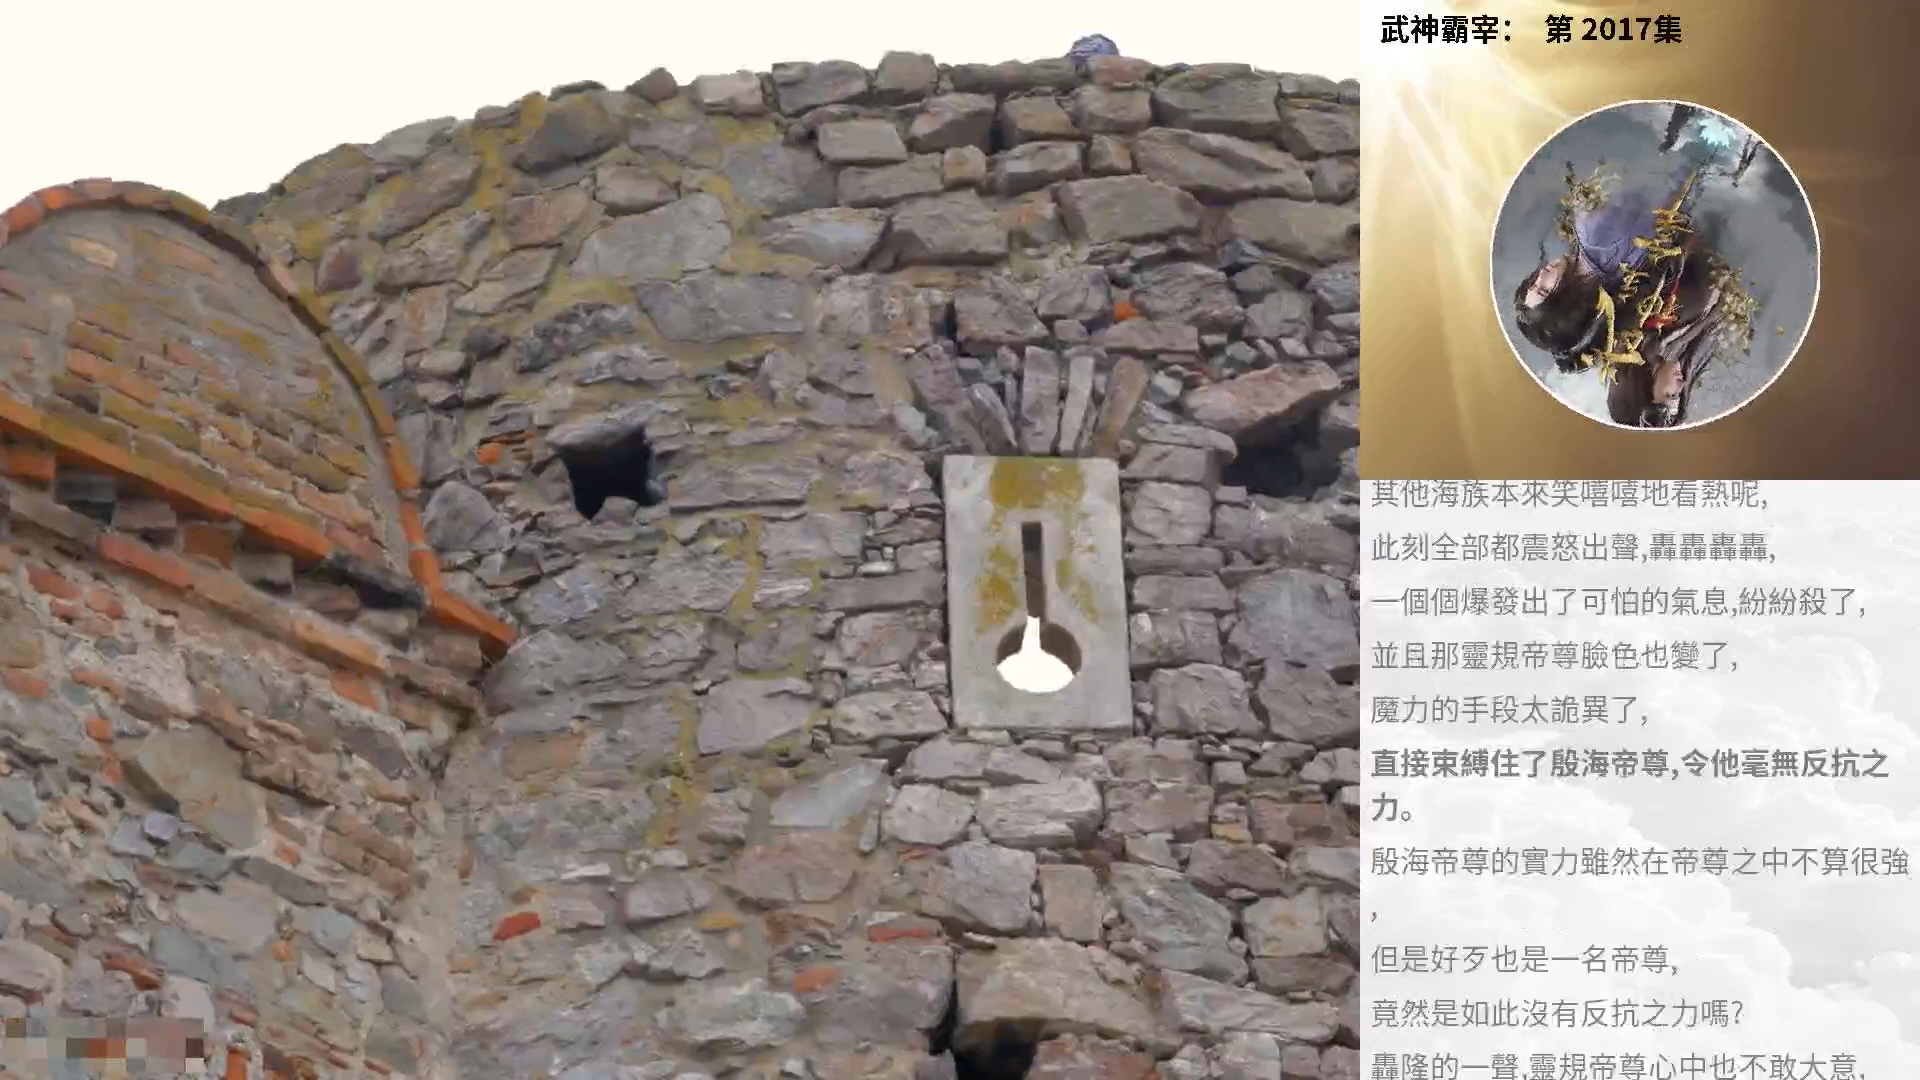 武神霸宰： 第 2017集
其他海族本來笑嘻嘻地看熱呢,
此刻全部都震怒出聲,轟轟轟轟,
一個個爆發出了可怕的氣息,紛紛殺了,
並且那靈規帝尊臉色也變了,
魔力的手段太詭異了,
直接束縛住了殷海帝尊,令他毫無反抗之
力。
殷海帝尊的實力雖然在帝尊之中不算很強
,
但是好歹也是一名帝尊,
竟然是如此沒有反抗之力嗎?
轟隆的一聲,靈規帝尊心中也不敢大意,